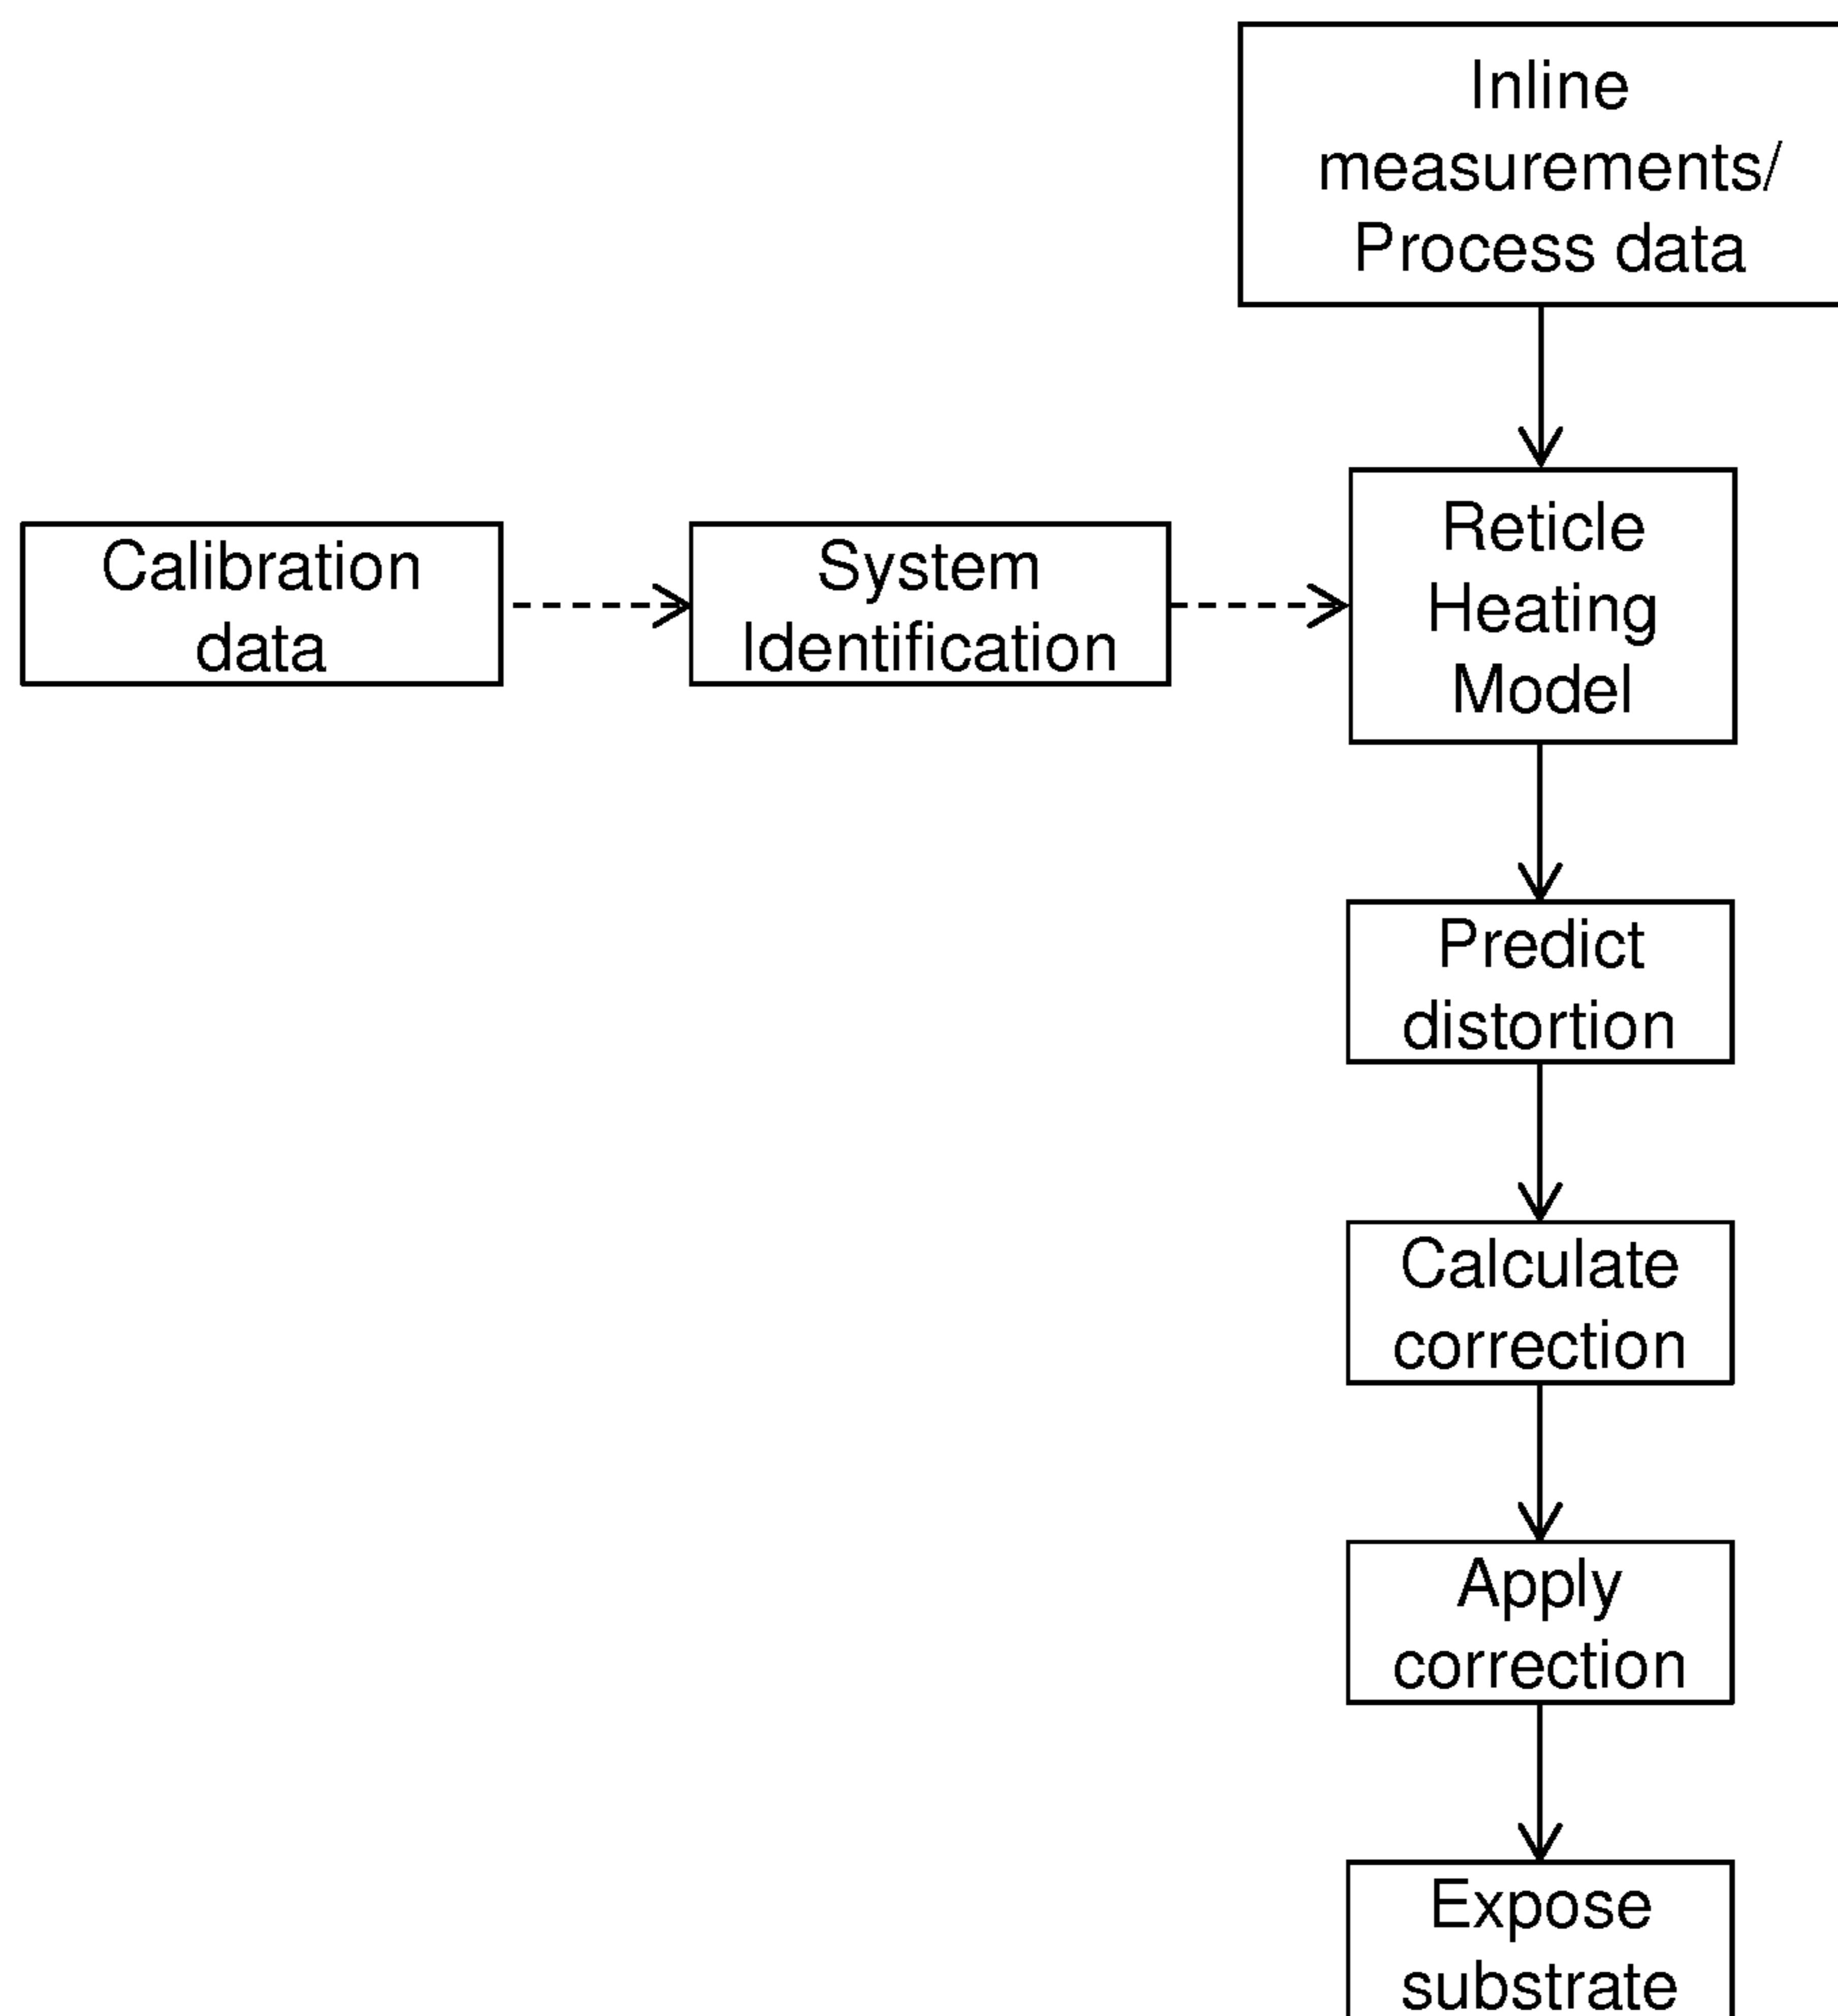 Inline
measurements/
Process data
Calibration
data
System
Identification
Reticle
Heating
Model
Predict
distortion
Calculate
correction
Apply
correction
Expose
substrate